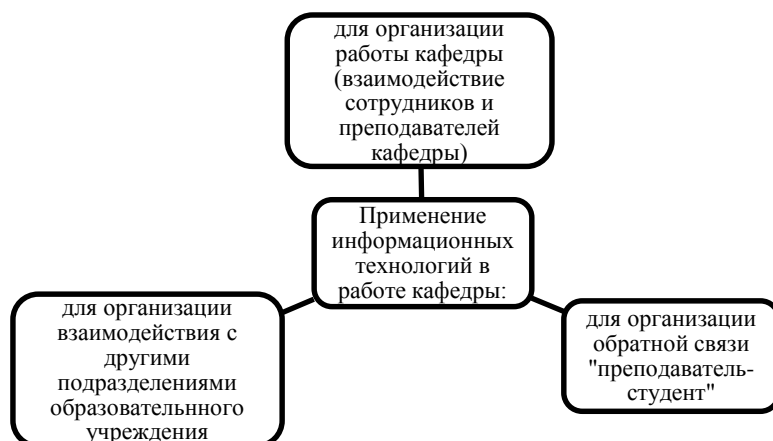 для организации
работы кафедры
(взаимодействие
сотрудников и
преподавателей
кафедры)
Применение
информационных
технологий в
работе кафедры:
для организации
взаимодействия с
другими
подразделениями
образовательнного
учреждения
для организации
обратной связи
"преподаватель-
студент"